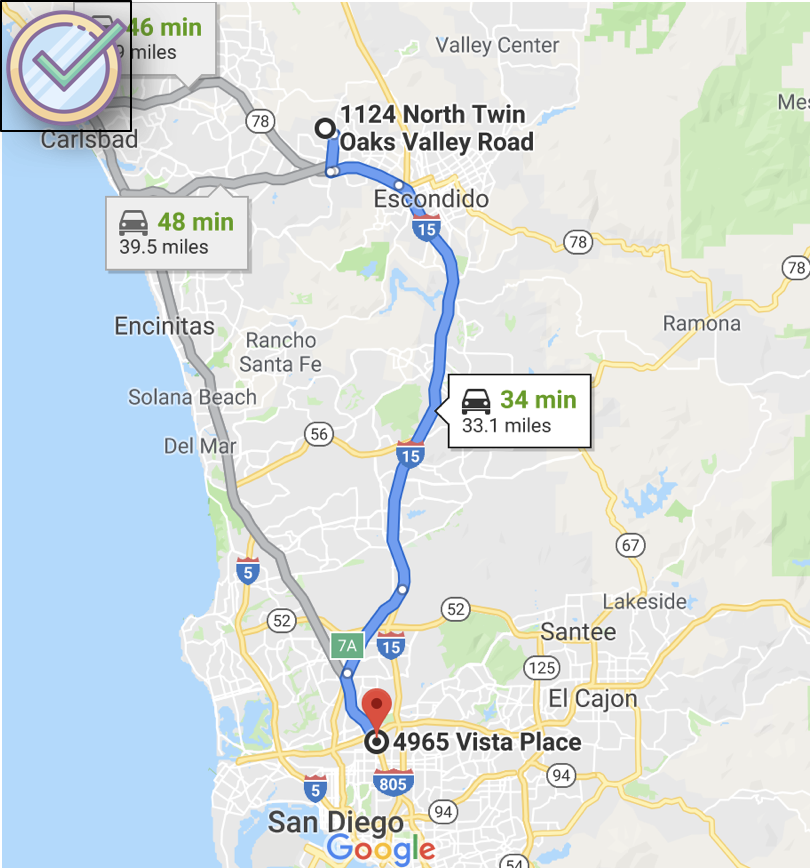 46 min
9 miles
Valley Center
Mes
78
1124 North Twin
Oaks Valley Road
Carlsbad
Escondido
48 min
39.5 miles
15
78
78
Encinitas
Ramona
Rancho
Santa Fe
Solana Beach
34 min
33.1 miles
Del Mar
56
15
67
5
Lakeside
52
52
Santee
7A
15
125
El Cajon
4965 Vista Place
5
805
94
94
San Diego
Google
54